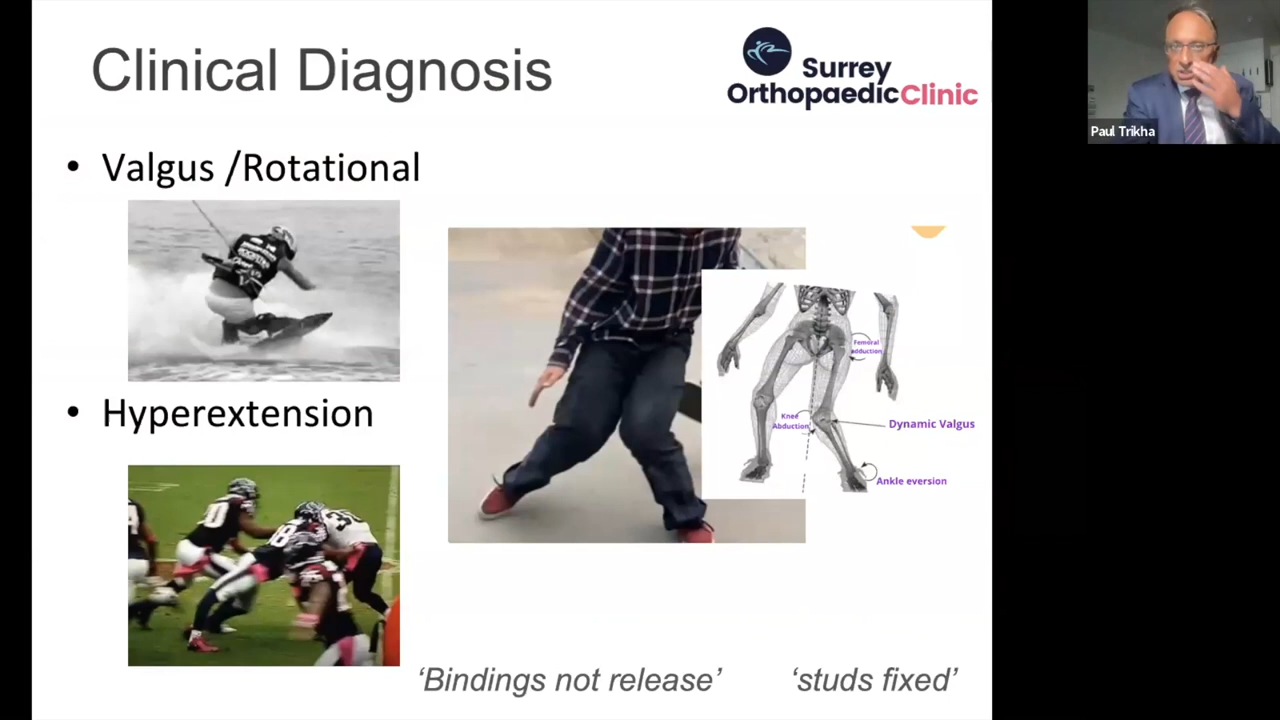 Clinical Diagnosis
Surrey
OrthopaedicClinic
Paul Trikha
• Valgus /Rotational
• Hyperextension
Femoral
adduction
Knee
Abduction
Dynamic Valgus
Ankle eversion
‘Bindings not release’
‘studs fixed’